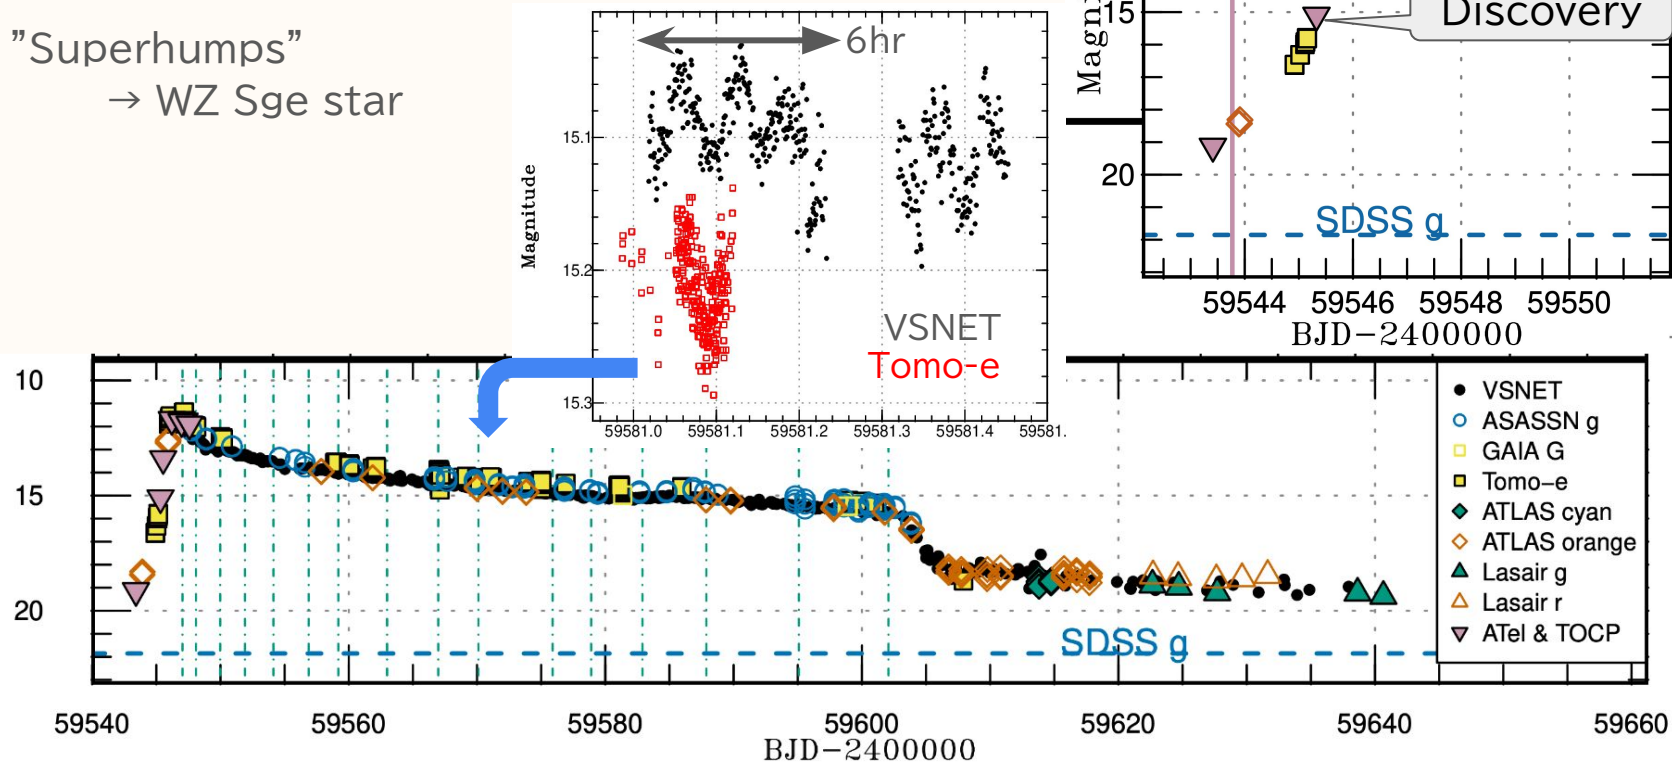 ”Superhumps”
→ WZ Sge star
6hr
Magnitude
15.1
15.2
15.3
VSNET
Tomo-e
59581.0 59581.1 59581.2 59581.3 59581.4 59581.
Discovery
Magni
15
20
SDSS g
59544 59546 59548 59550
BJD−2400000
10
15
20
SDSS g
VSNET
ASASSN g
GAIA G
Tomo−e
ATLAS cyan
ATLAS orange
Lasair g
Lasair r
ATel & TOCP
59540 59560 59580 59600 59620 59640 59660
BJD−2400000